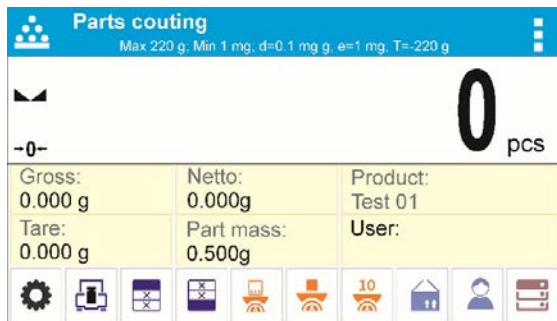 Parts couting
Max 220 g; Min 1 mg; d=0.1 mg g; e=1 mg; T=-220 g
0 pcs
→0←
Gross: Netto: Product:
0.000 g 0.000g Test 01
Tare: Part mass: User:
0.000 g 0.500g
10